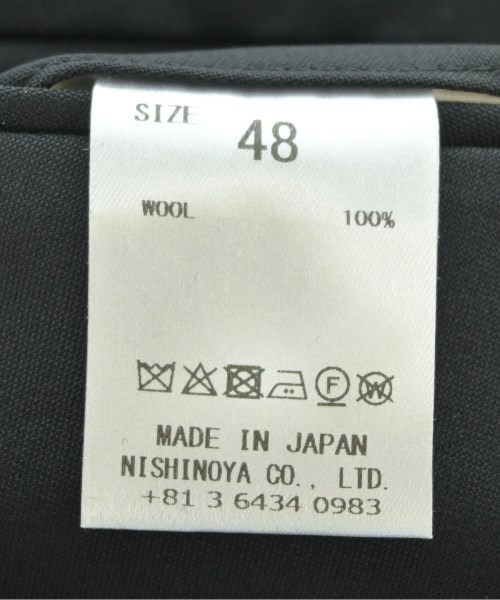 SIZE 48
WOOL 100%
F W
MADE IN JAPAN
NISHINOYA CO., LTD.
+81 3 6434 0983